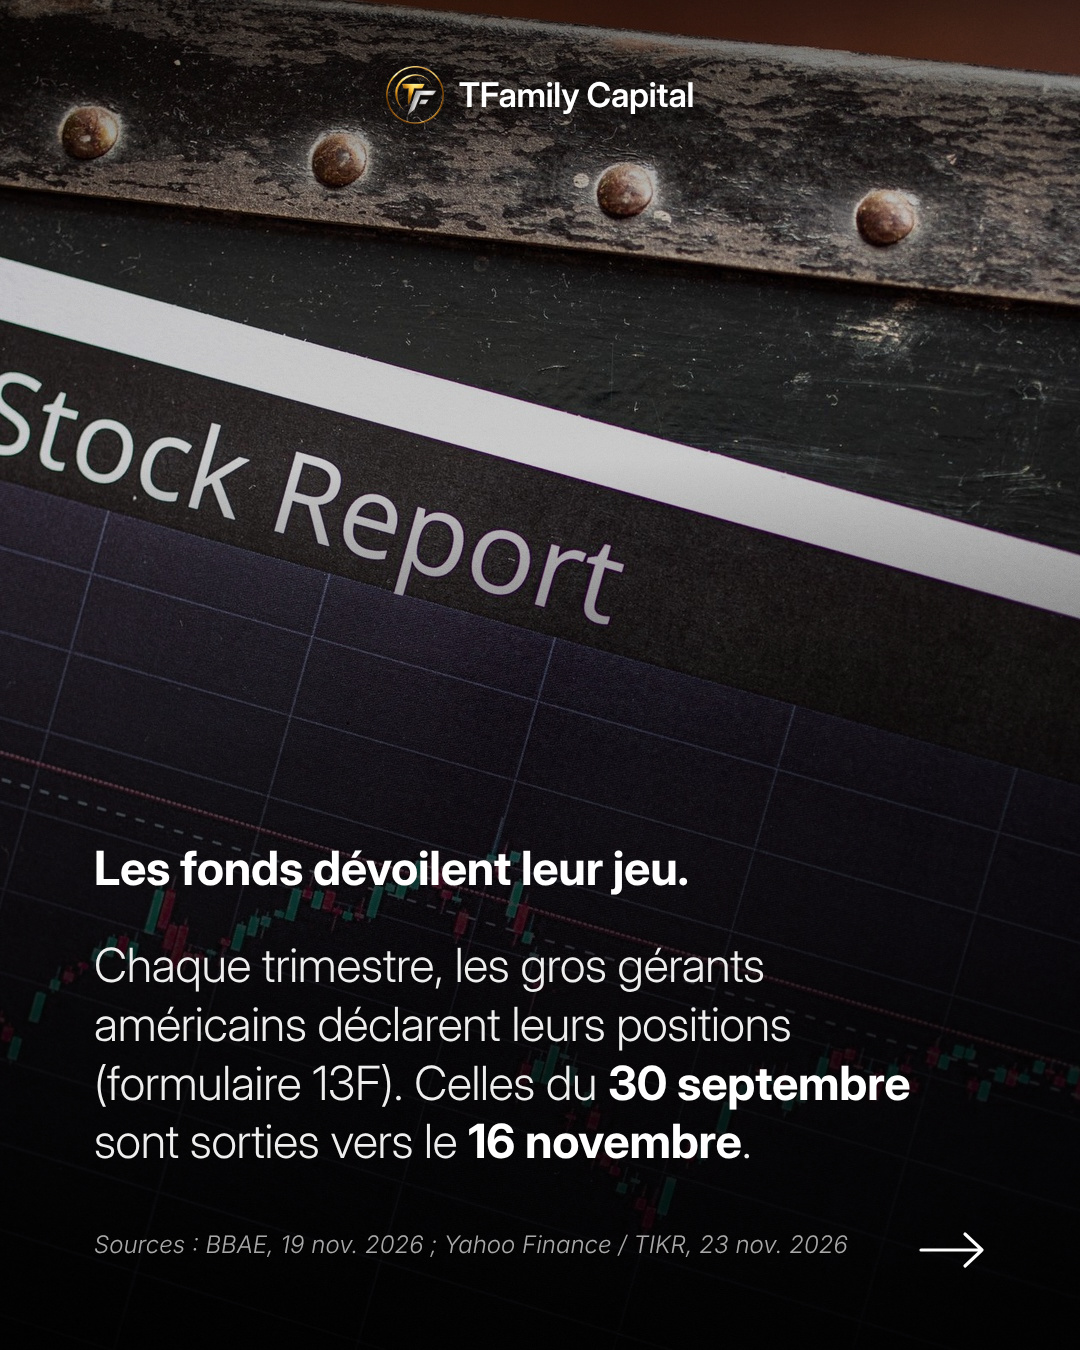 TFamily Capital
Stock Report
Les fonds dévoilent leur jeu.
Chaque trimestre, les gros gérants
américains déclarent leurs positions
(formulaire 13F). Celles du 30 septembre
sont sorties vers le 16 novembre.
Sources : BBAE, 19 nov. 2026 ; Yahoo Finance / TIKR, 23 nov. 2026